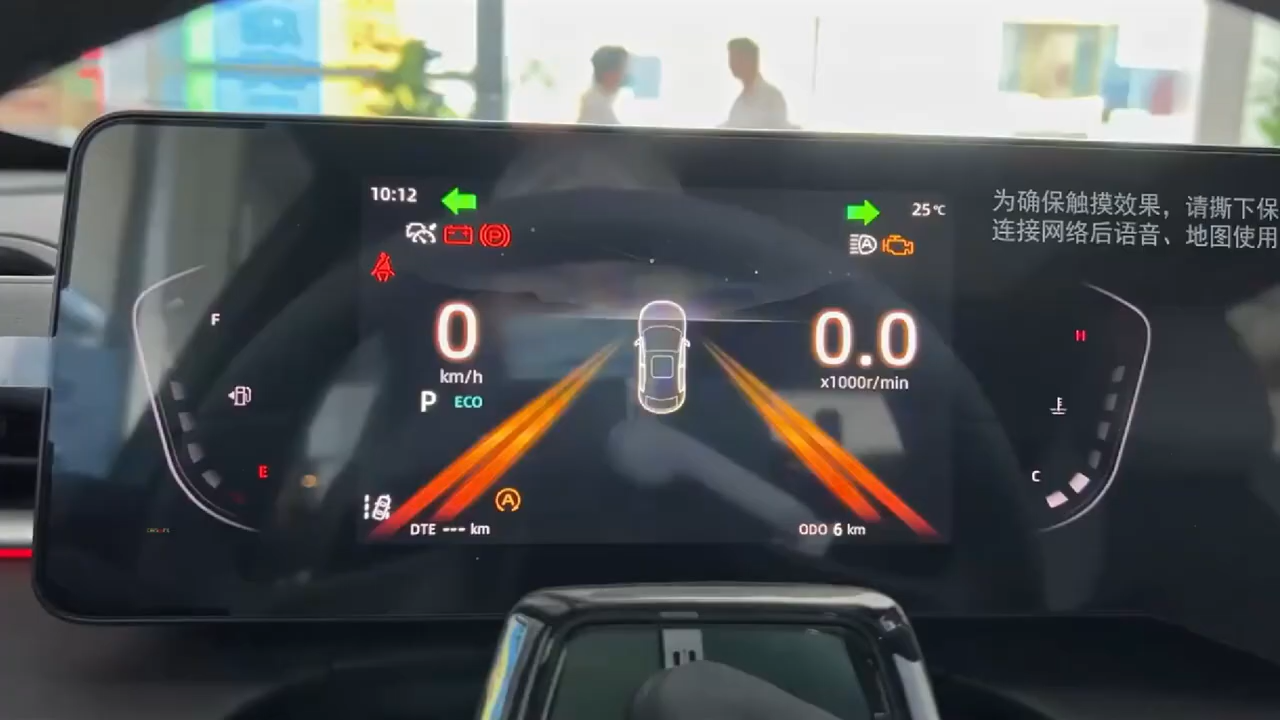 10:12
25℃
为确保触摸效果，请撕下保
连接网络后语音、地图使用
F
H
0
0.0
km/h
x1000r/min
P ECO
E
C
A
DTE --- km
ODO 6 km